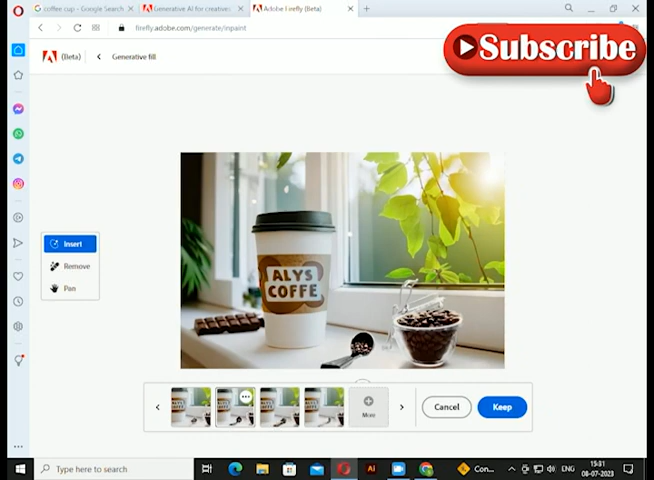 coffee cup - Google Search
Generative AI for creatives
Adobe Firefly (Beta)
firefly.adobe.com/generate/inpaint
Subscribe
(Beta)
Generative fill
Insert
Remove
Pan
ALYS
COFFE
More
Cancel
Keep
Type here to search
Con...
ENG
15:31
08-07-2023